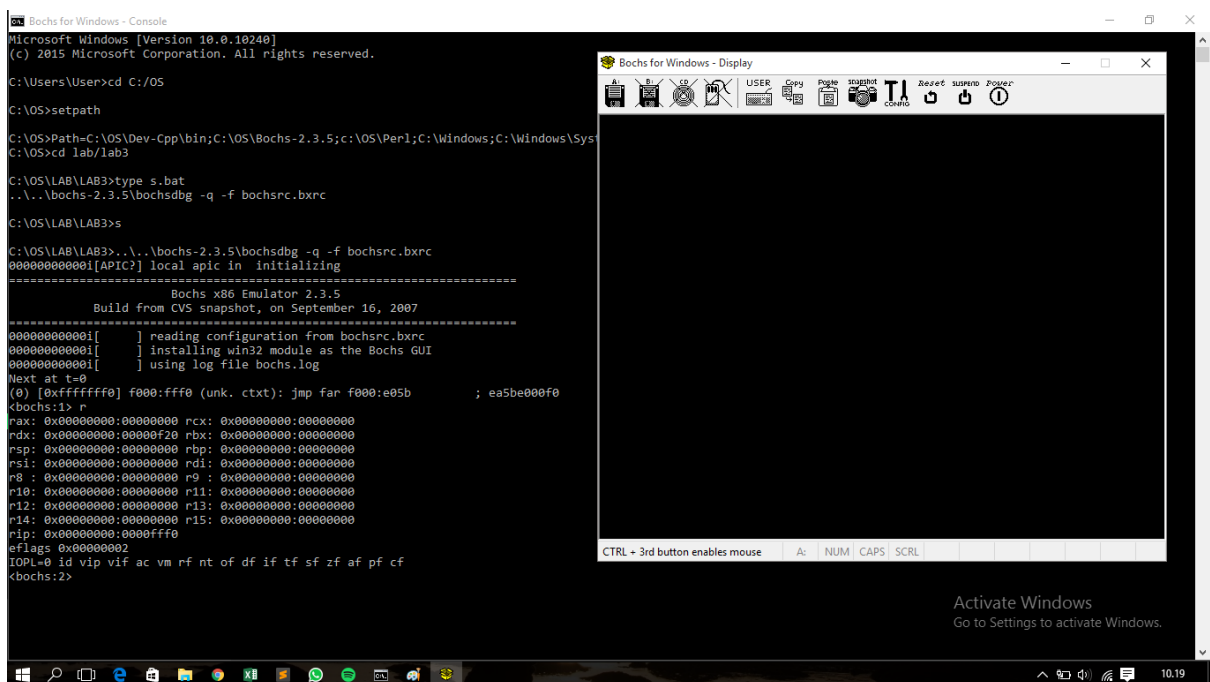 Bochs for Windows - Console
Microsoft Windows [Version 10.0.10240]
(c) 2015 Microsoft Corporation. All rights reserved.
C:\Users\User>cd C:/OS
C:\OS>setpath
C:\OS>Path=C:\OS\Dev-Cpp\bin;C:\OS\Bochs-2.3.5;c:\OS\Perl;C:\Windows;C:\Windows\Syst
C:\OS>cd lab/lab3
C:\OS\LAB\LAB3>type s.bat
..\..\bochs-2.3.5\bochsdbg -q -f bochsrc.bxrc
C:\OS\LAB\LAB3>s
C:\OS\LAB\LAB3>..\..\bochs-2.3.5\bochsdbg -q -f bochsrc.bxrc
00000000000i[APIC?] local apic in  initializing
========================================================================
Bochs x86 Emulator 2.3.5
Build from CVS snapshot, on September 16, 2007
========================================================================
00000000000i[     ] reading configuration from bochsrc.bxrc
00000000000i[     ] installing win32 module as the Bochs GUI
00000000000i[     ] using log file bochs.log
Next at t=0
(0) [0xfffffff0] f000:fff0 (unk. ctxt): jmp far f000:e05b         ; ea5be000f0
<bochs:1> r
rax: 0x00000000:00000000 rcx: 0x00000000:00000000
rdx: 0x00000000:00000f20 rbx: 0x00000000:00000000
rsp: 0x00000000:00000000 rbp: 0x00000000:00000000
rsi: 0x00000000:00000000 rdi: 0x00000000:00000000
r8 : 0x00000000:00000000 r9 : 0x00000000:00000000
r10: 0x00000000:00000000 r11: 0x00000000:00000000
r12: 0x00000000:00000000 r13: 0x00000000:00000000
r14: 0x00000000:00000000 r15: 0x00000000:00000000
rip: 0x00000000:0000fff0
eflags 0x00000002
IOPL=0 id vip vif ac vm rf nt of df if tf sf zf af pf cf
<bochs:2>
Bochs for Windows - Display
A: B: CD USER Copy Paste snapshot CONFIG Reset SUSPEND Power
CTRL + 3rd button enables mouse A: NUM CAPS SCRL
Activate Windows
Go to Settings to activate Windows.
10.19